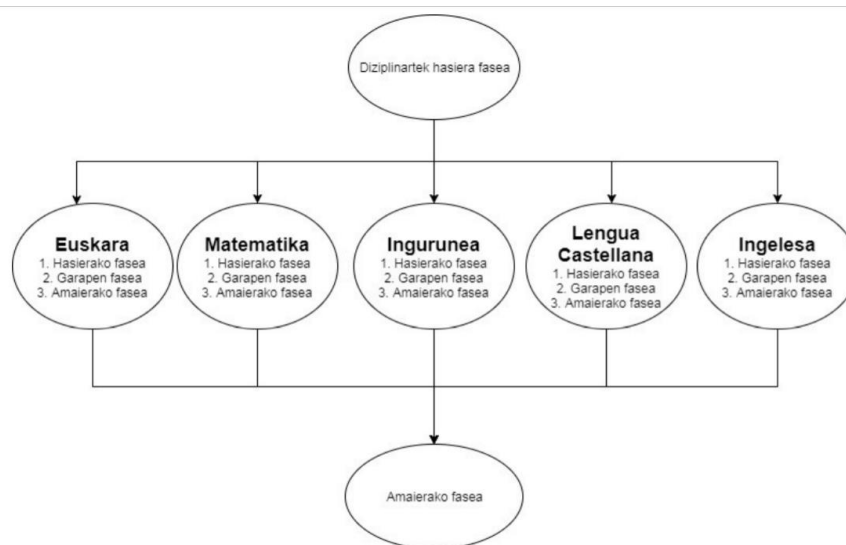 Diziplinartek hasiera fasea
Euskara
1. Hasierako fasea
2. Garapen fasea
3. Amaierako fasea
Matematika
1. Hasierako fasea
2. Garapen fasea
3. Amaierako fasea
Ingurunea
1. Hasierako fasea
2. Garapen fasea
3. Amaierako fasea
Lengua
Castellana
1. Hasierako fasea
2. Garapen fasea
3. Amaierako fasea
Ingelesa
1. Hasierako fasea
2. Garapen fasea
3. Amaierako fasea
Amaierako fasea